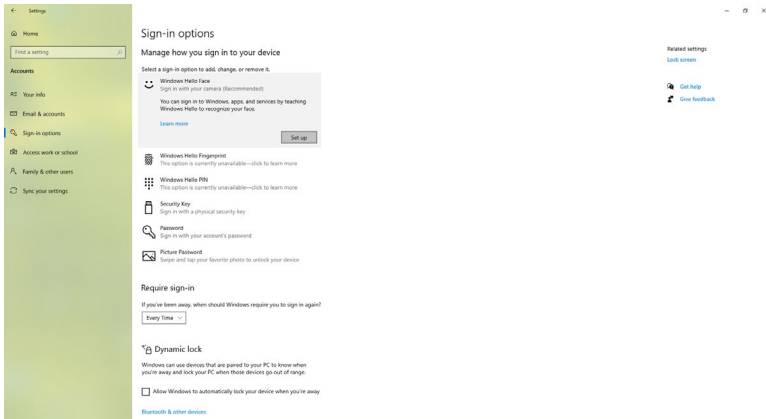 Settings
Home
Find a setting
Accounts
Your info
Email & accounts
Sign-in options
Access work or school
Family & other users
Sync your settings
Sign-in options
Manage how you sign in to your device
Select a sign-in option to add, change, or remove it.
Windows Hello Face
Sign in with your camera (Recommended)
You can sign in to Windows, apps, and services by teaching
Windows Hello to recognize your face.
Learn more
Set up
Windows Hello Fingerprint
This option is currently unavailable—click to learn more
Windows Hello PIN
This option is currently unavailable—click to learn more
Security Key
Sign in with a physical security key
Password
Sign in with your account's password
Picture Password
Swipe and tap your favorite photo to unlock your device
Require sign-in
If you've been away, when should Windows require you to sign in again?
Every Time
Dynamic lock
Windows can use devices that are paired to your PC to know when
you're away and lock your PC when those devices go out of range.
Allow Windows to automatically lock your device when you're away
Bluetooth & other devices
Related settings
Lock screen
Get help
Give feedback